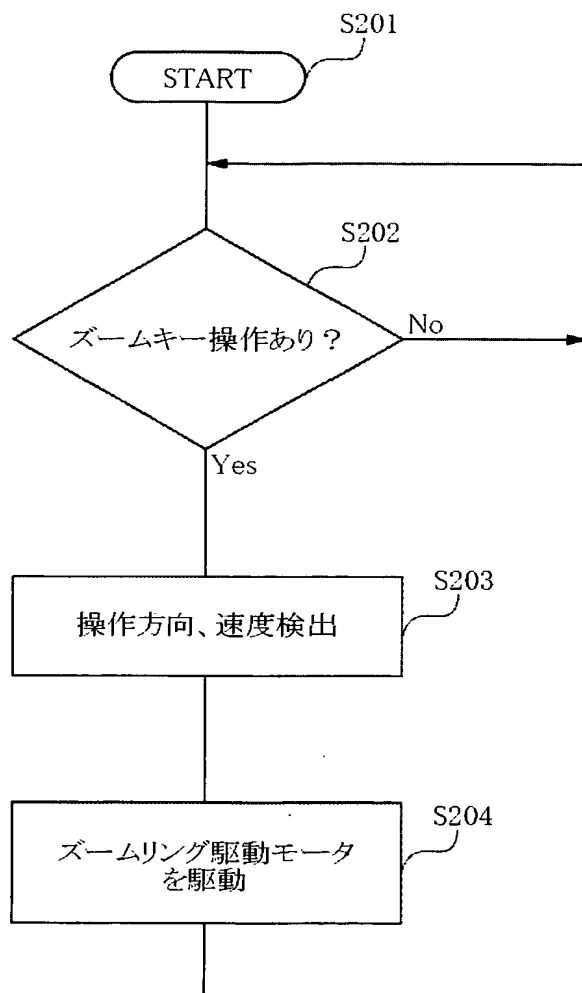 S201
START
S202
ズームキー操作あり？
No
Yes
S203
操作方向、速度検出
S204
ズームリング駆動モータ
を駆動